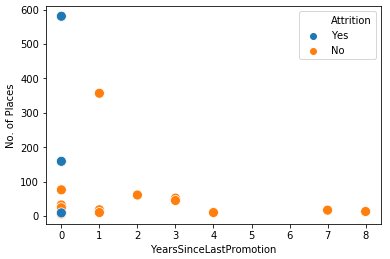 600
500
400
300
200
100
0
No. of Places
Attrition
Yes
No
0 1 2 3 4 5 6 7 8
YearsSinceLastPromotion